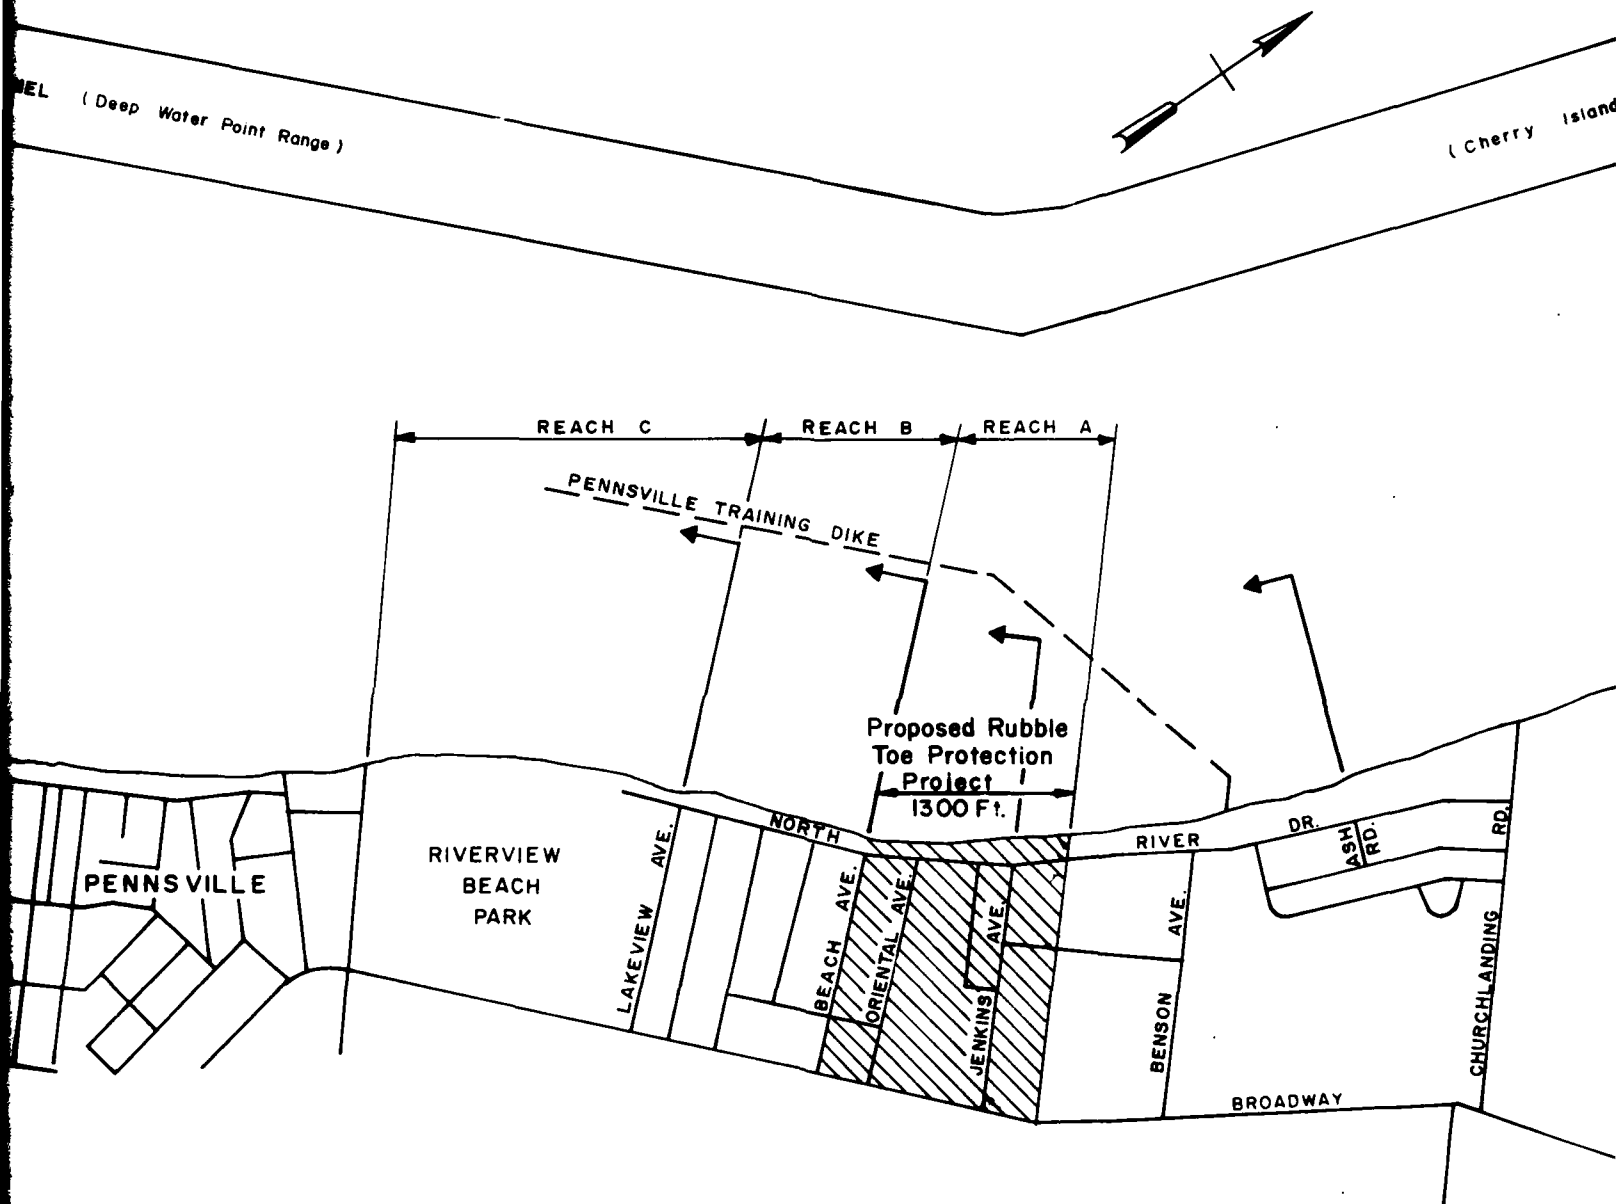 (Deep Water Point Range)
(Cherry Island
REACH C
REACH B
REACH A
PENNSVILLE TRAINING DIKE
Proposed Rubble
Toe Protection
Project
1300 Ft.
NORTH
RIVER
DR.
ASH
RD.
RD.
RIVERVIEW
BEACH
PARK
PENNSVILLE
LAKEVIEW AVE.
BEACH AVE.
ORIENTAL AVE.
JENKINS AVE.
BENSON AVE.
CHURCHLANDING
BROADWAY